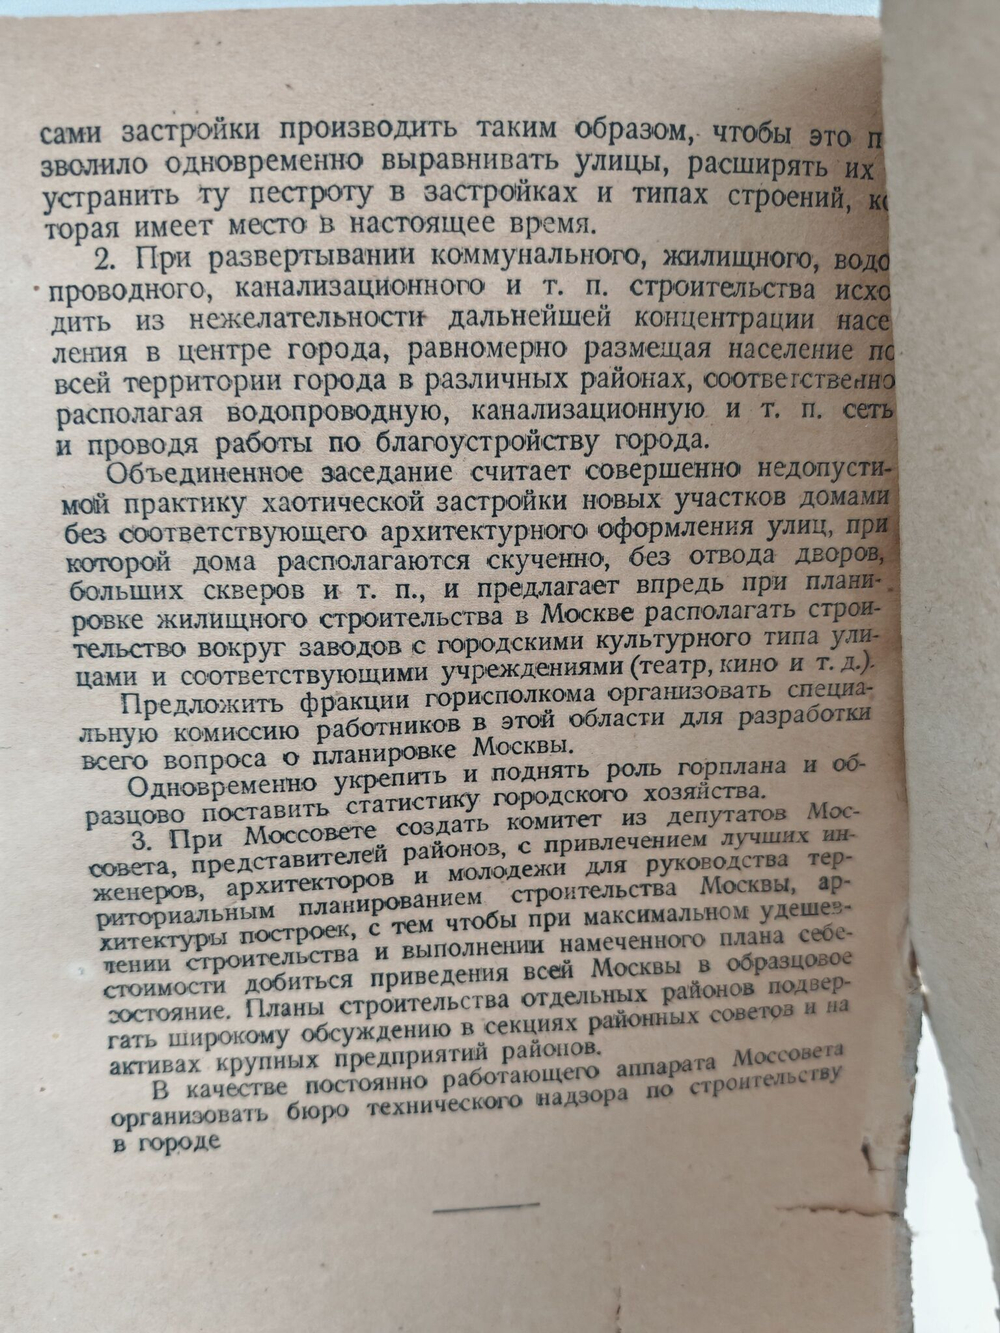 сами застройки производить таким образом, чтобы это п
зволило одновременно выравнивать улицы, расширять их
устранить ту пестроту в застройках и типах строений, ко
торая имеет место в настоящее время.
2. При развертывании коммунального, жилищного, водо
проводного, канализационного и т. п. строительства исхо
дить из нежелательности дальнейшей концентрации насе
ления в центре города, равномерно размещая население по
всей территории города в различных районах, соответственно
располагая водопроводную, канализационную и т. п. сеть
и проводя работы по благоустройству города.
Объединенное заседание считает совершенно недопусти-
мой практику хаотической застройки новых участков домами
без соответствующего архитектурного оформления улиц, при
которой дома располагаются скученно, без отвода дворов,
больших скверов и т. п., и предлагает впредь при плани-
ровке жилищного строительства в Москве располагать строи-
тельство вокруг заводов с городскими культурного типа ули-
цами и соответствующими учреждениями (театр, кино и т. д.).
Предложить фракции горисполкома организовать специа-
льную комиссию работников в этой области для разработки
всего вопроса о планировке Москвы.
Одновременно укрепить и поднять роль горплана и об-
разцово поставить статистику городского хозяйства.
3. При Моссовете создать комитет из депутатов Мос-
совета, представителей районов, с привлечением лучших ин-
женеров, архитекторов и молодежи для руководства тер-
риториальным планированием строительства Москвы, ар-
хитектуры построек, с тем чтобы при максимальном удешев-
лении строительства и выполнении намеченного плана себе-
стоимости добиться приведения всей Москвы в образцовое
состояние. Планы строительства отдельных районов подвер-
гать широкому обсуждению в секциях районных советов и на
активах крупных предприятий районов.
В качестве постоянно работающего аппарата Моссовета
организовать бюро технического надзора по строительству
в городе